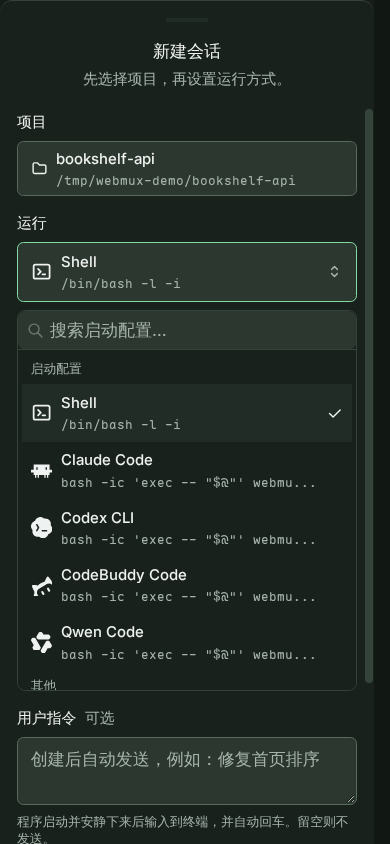 新建会话
先选择项目，再设置运行方式。
项目
bookshelf-api
/tmp/webmux-demo/bookshelf-api
运行
Shell
/bin/bash -l -i
搜索启动配置...
启动配置
Shell
/bin/bash -l -i
Claude Code
bash -ic 'exec -- "$@"' webmu...
Codex CLI
bash -ic 'exec -- "$@"' webmu...
CodeBuddy Code
bash -ic 'exec -- "$@"' webmu...
Qwen Code
bash -ic 'exec -- "$@"' webmu...
其他
用户指令 可选
创建后自动发送，例如：修复首页排序
程序启动并安静下来后输入到终端，并自动回车。留空则不
发送。